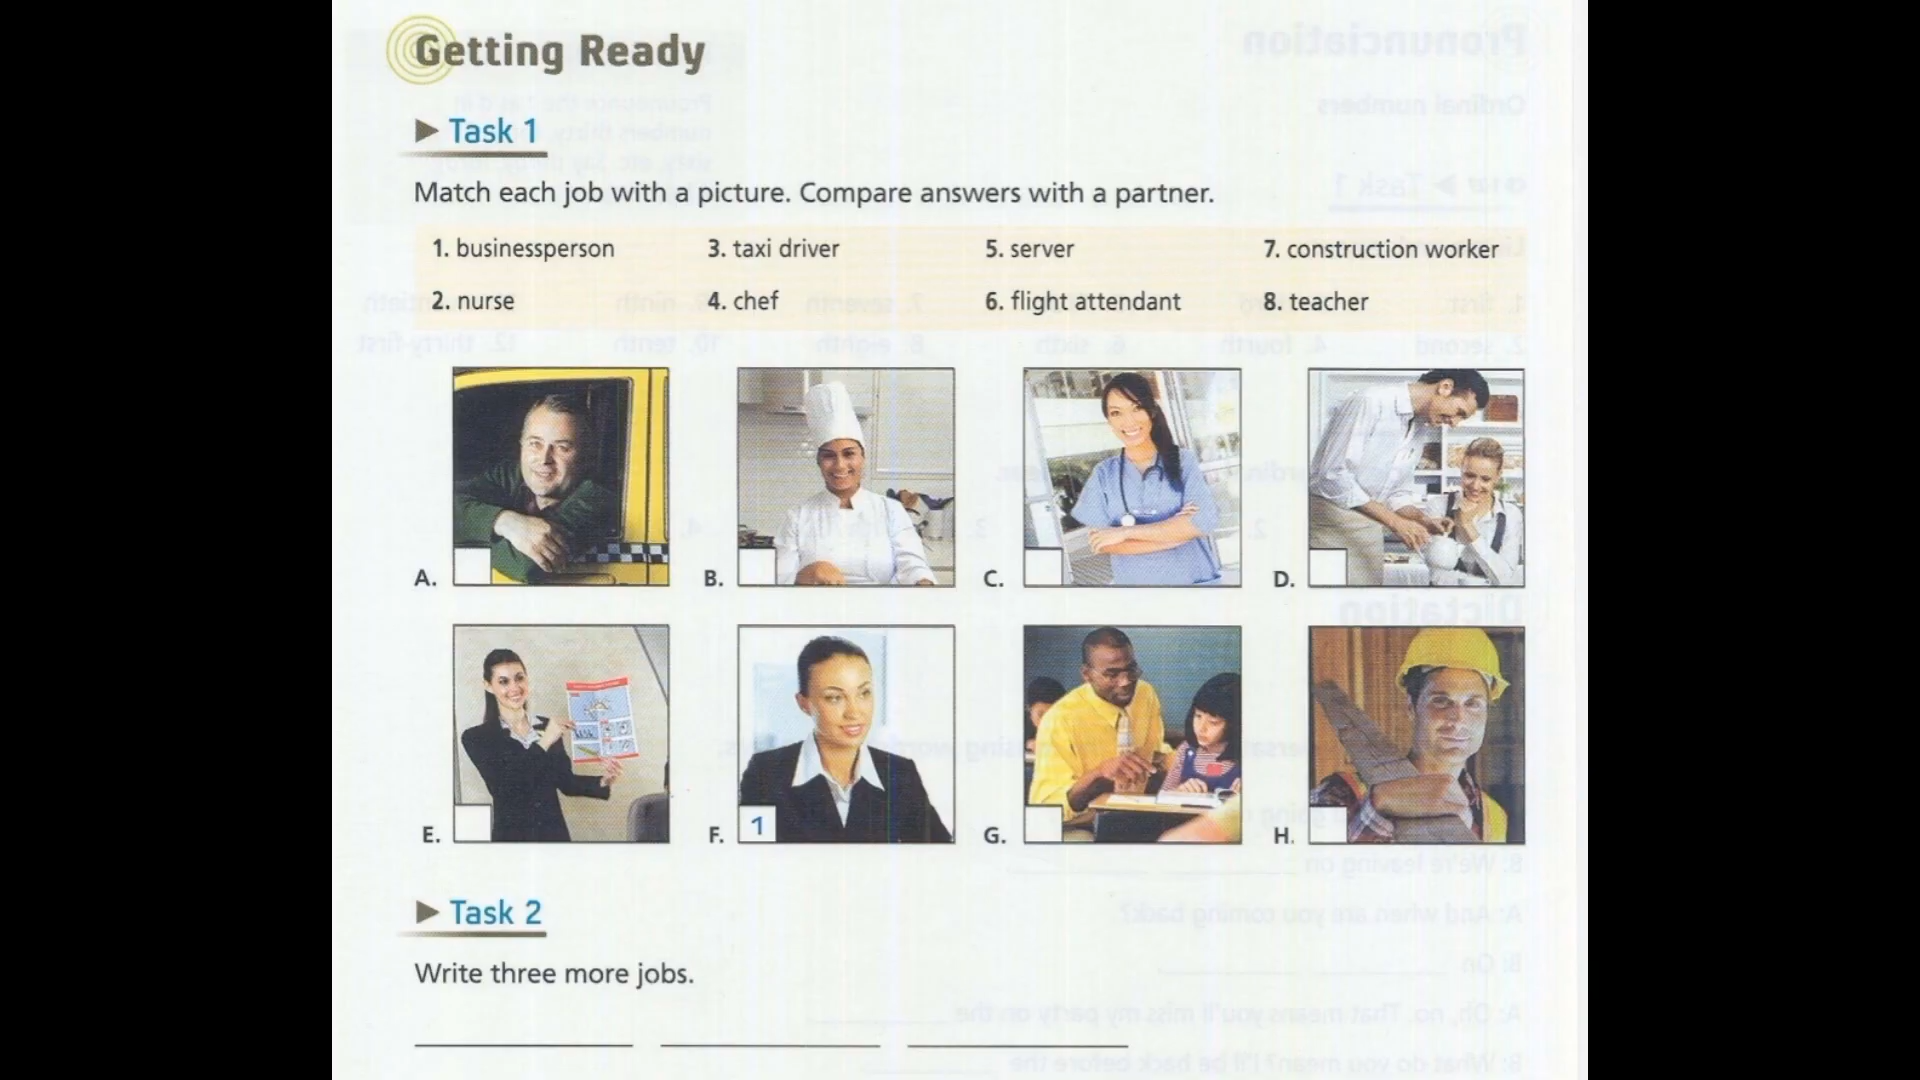 Getting Ready
Task 1
Match each job with a picture. Compare answers with a partner.
1. businessperson 3. taxi driver 5. server 7. construction worker
2. nurse 4. chef 6. flight attendant 8. teacher
A. B. C. D.
E. F. 1 G. H.
Task 2
Write three more jobs.